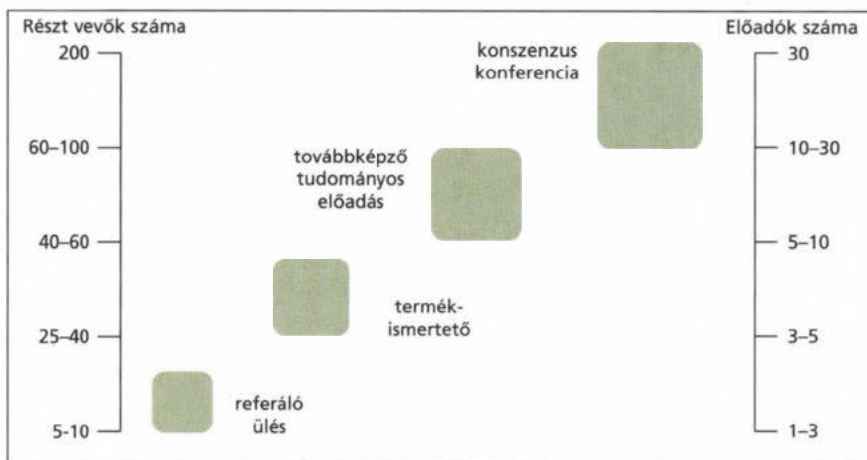 Részt vevők száma
Előadók száma
200
30
konszenzus
konferencia
60–100
10–30
továbbképző
tudományos
előadás
40–60
5–10
termék-
ismertető
25–40
3–5
referáló
ülés
5-10
1–3